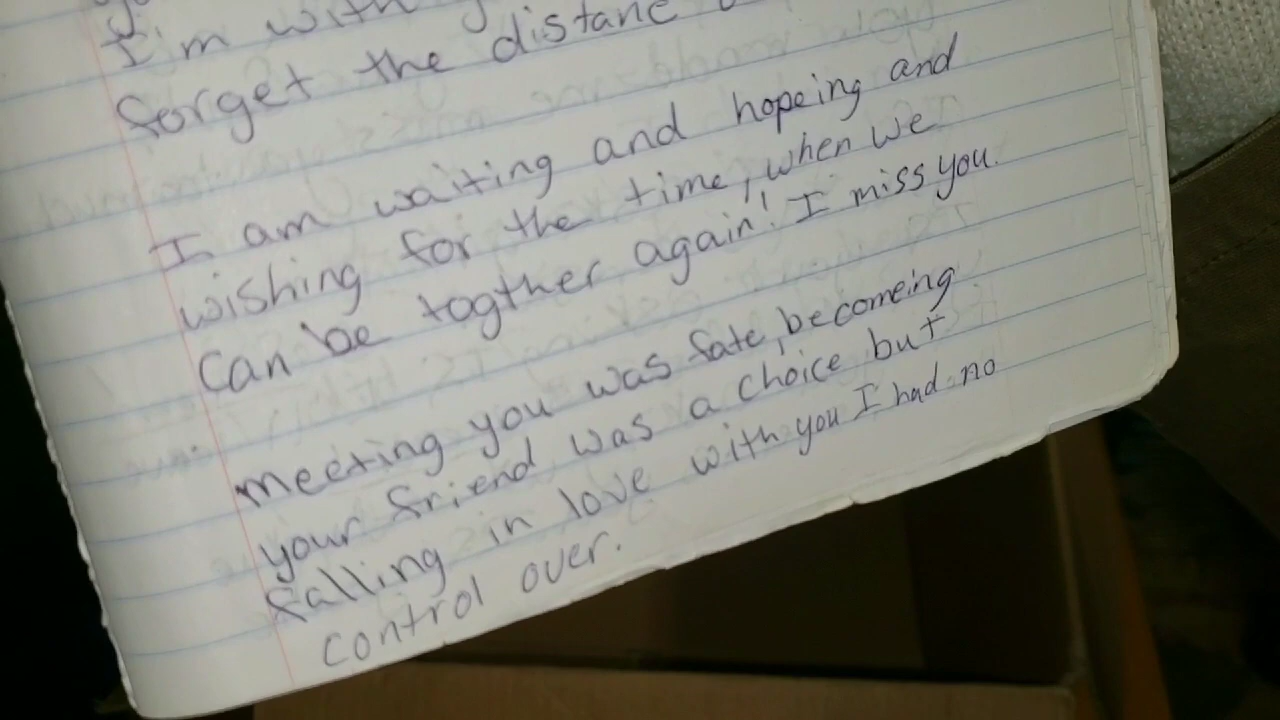 I'm with
forget the distanc
I am waiting and hopeing and
wishing for the time, when we
Can be togther again!! I miss you.
meeting you was fate, becomeing
your friend was a choice but
falling in love with you I had no
control over.